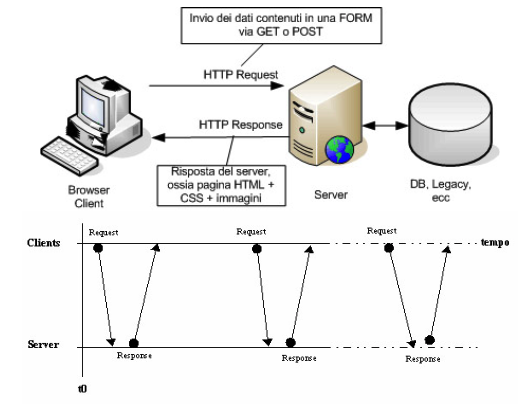 Invio dei dati contenuti in una FORM
via GET o POST
HTTP Request
HTTP Response
Risposta del server,
ossia pagina HTML +
CSS + immagini
Browser
Client
Server
DB, Legacy,
ecc
Request
Request
Request
Clients
tempo
Server
Response
Response
Response
t0